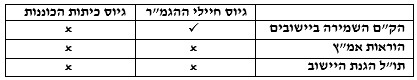 גיוס חיילי ההגמ״ר גיוס כיתות הכוננות
הק״ם השמירה ביישובים ✓ x
הוראות אמ״ץ x x
תו״ל הגנת היישוב x x